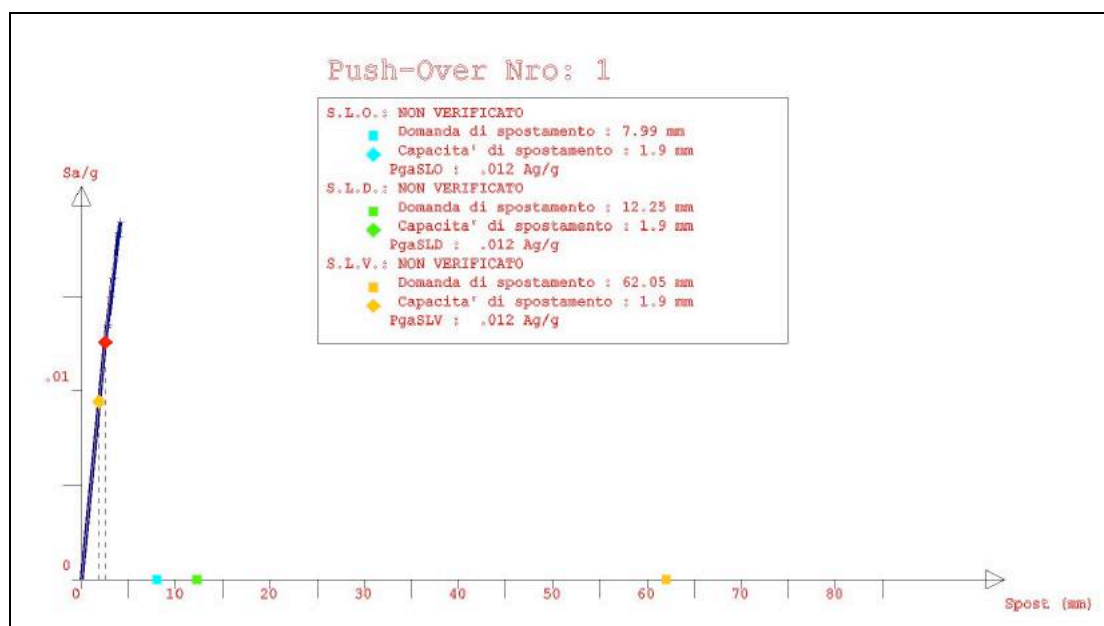 Push-Over Nro: 1
S.L.O.: NON VERIFICATO
Domanda di spostamento : 7.99 mm
Capacita' di spostamento : 1.9 mm
PgaSLO : .012 Ag/g
S.L.D.: NON VERIFICATO
Domanda di spostamento : 12.25 mm
Capacita' di spostamento : 1.9 mm
PgaSLD : .012 Ag/g
S.L.V.: NON VERIFICATO
Domanda di spostamento : 62.05 mm
Capacita' di spostamento : 1.9 mm
PgaSLV : .012 Ag/g
Sa/g
.01
0
0 10 20 30 40 50 60 70 80
Spost (mm)